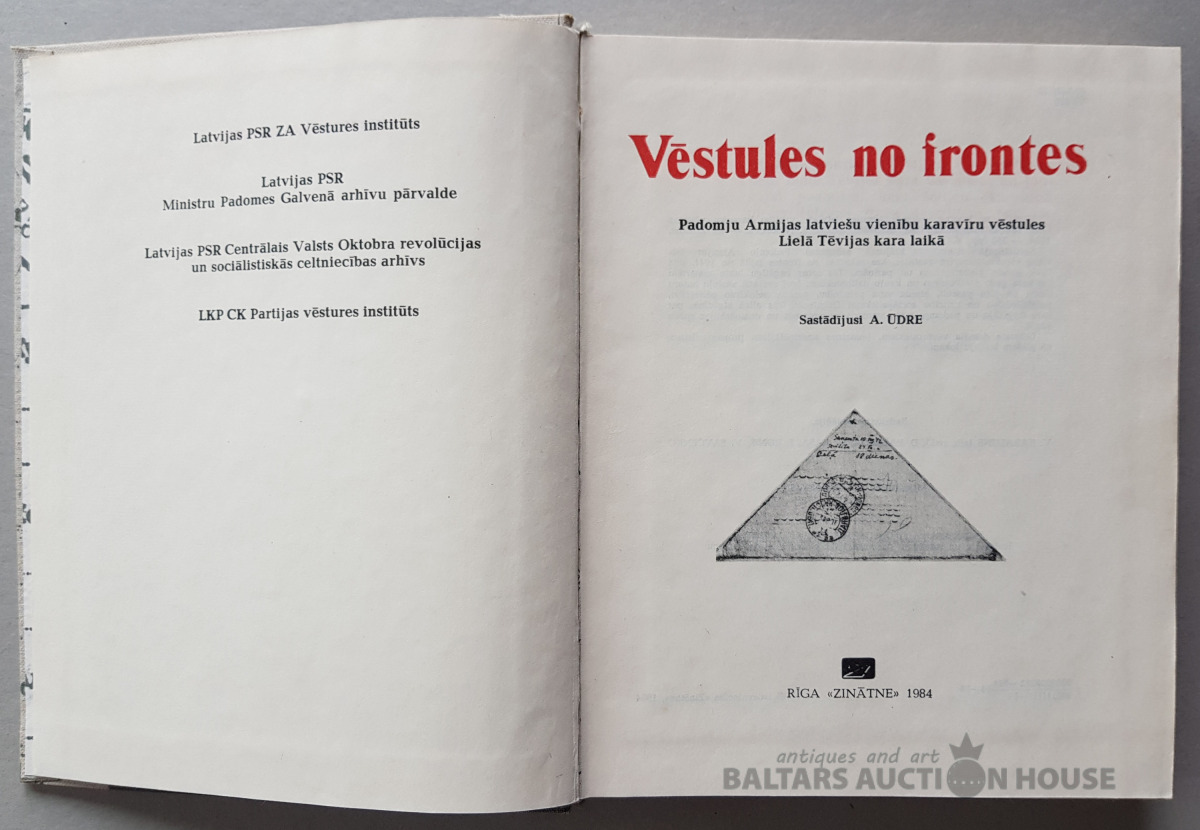 Latvijas PSR ZA Vēstures institūts
Latvijas PSR
Ministru Padomes Galvenā arhīvu pārvalde
Latvijas PSR Centrālais Valsts Oktobra revolūcijas
un sociālistiskās celtniecības arhīvs
LKP CK Partijas vēstures institūts
Vēstules no frontes
Padomju Armijas latviešu vienību karavīru vēstules
Lielā Tēvijas kara laikā
Sastādījusi A. ŪDRE
RĪGA «ZINĀTNE» 1984
antiques and art
BALTARS AUCTION HOUSE